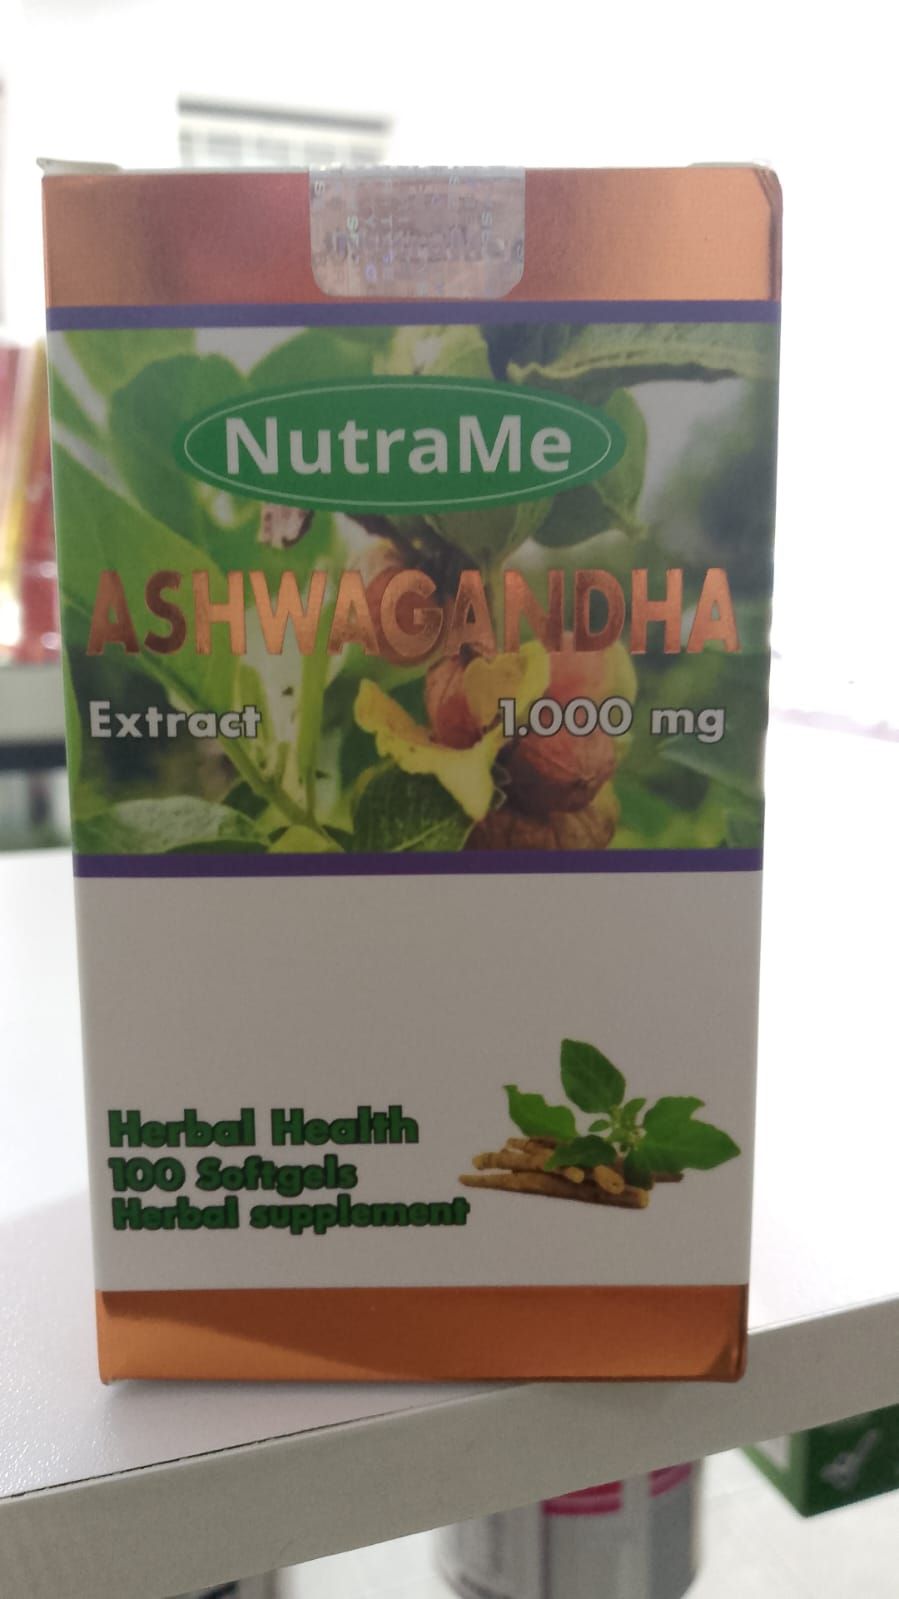 NutraMe
ASHWAGANDHA
Extract 1.000 mg
Herbal Health
100 Softgels
Herbal supplement